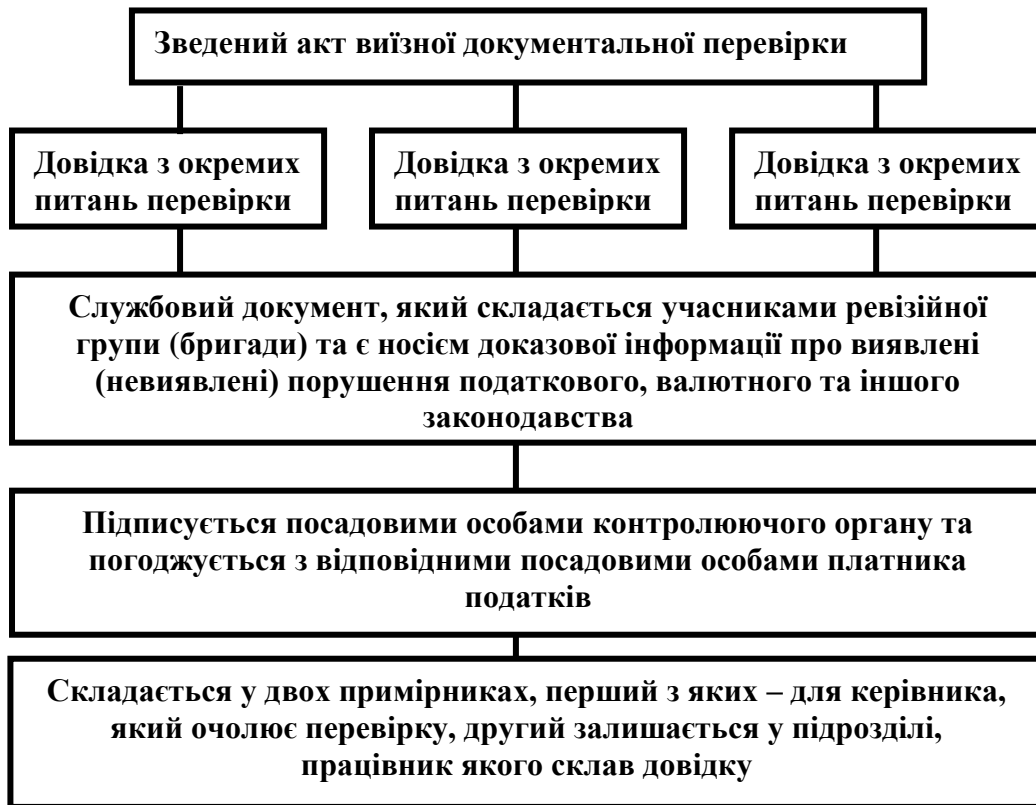 Зведений акт виїзної документальної перевірки
Довідка з окремих
питань перевірки
Довідка з окремих
питань перевірки
Довідка з окремих
питань перевірки
Службовий документ, який складається учасниками ревізійної
групи (бригади) та є носієм доказової інформації про виявлені
(невиявлені) порушення податкового, валютного та іншого
законодавства
Підписується посадовими особами контролюючого органу та
погоджується з відповідними посадовими особами платника
податків
Складається у двох примірниках, перший з яких – для керівника,
який очолює перевірку, другий залишається у підрозділі,
працівник якого склав довідку